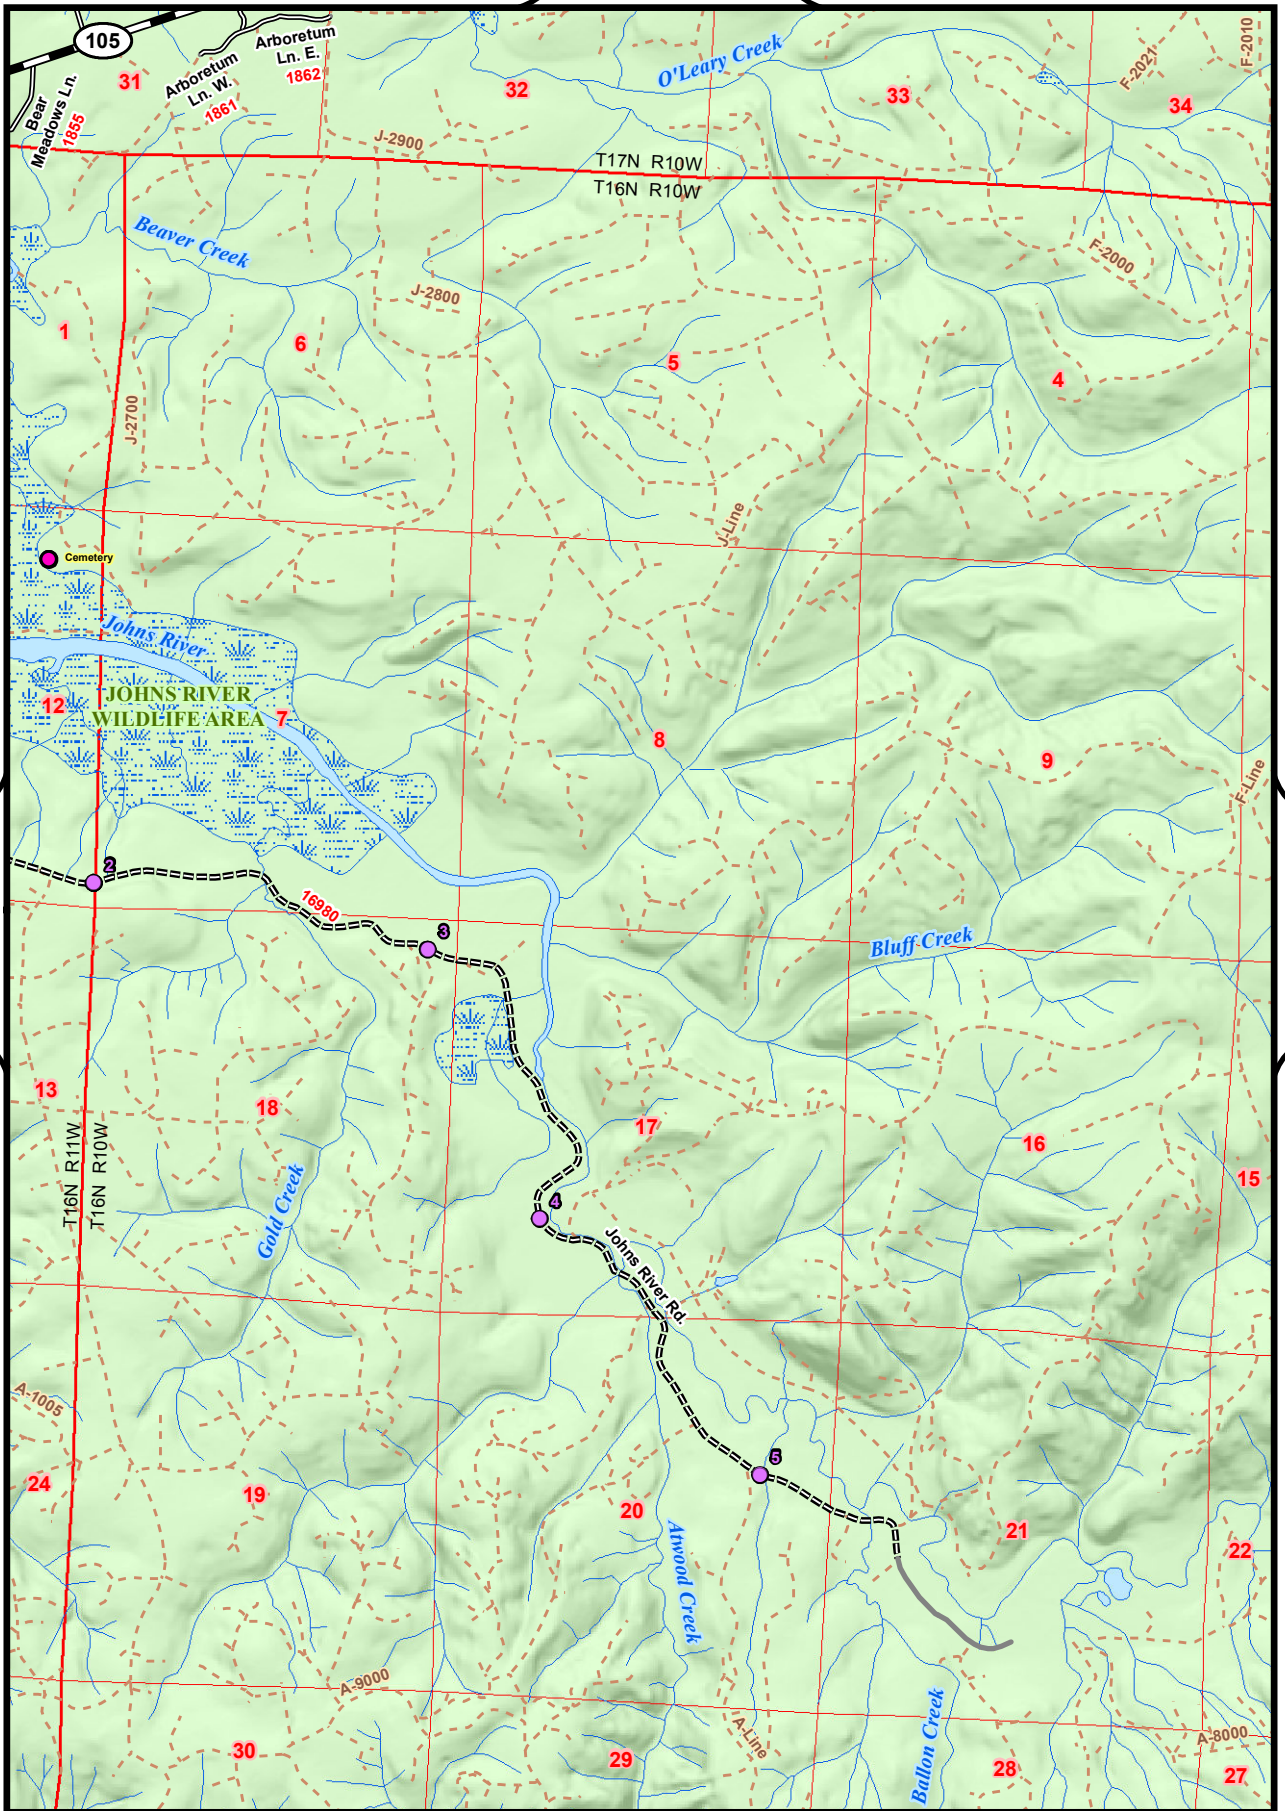 105
31
Arboretum
Ln. E.
1862
Arboretum
Ln. W.
1861
Bear
Meadows Ln.
1855
32
O'Leary Creek
33
F-2021
F-2010
34
J-2900
T17N R10W
T16N R10W
Beaver Creek
F-2000
J-2800
1
6
5
4
J-2700
J-Line
Cemetery
Johns River
12
JOHNS RIVER
WILDLIFE AREA
7
8
9
F-Line
2
16980
3
Bluff Creek
13
18
17
16
15
T16N R11W
T16N R10W
Gold Creek
4
Johns River Rd.
A-1005
24
19
5
20
21
22
Atwood Creek
A-9000
A-Line
Ballon Creek
A-8000
30
29
28
27